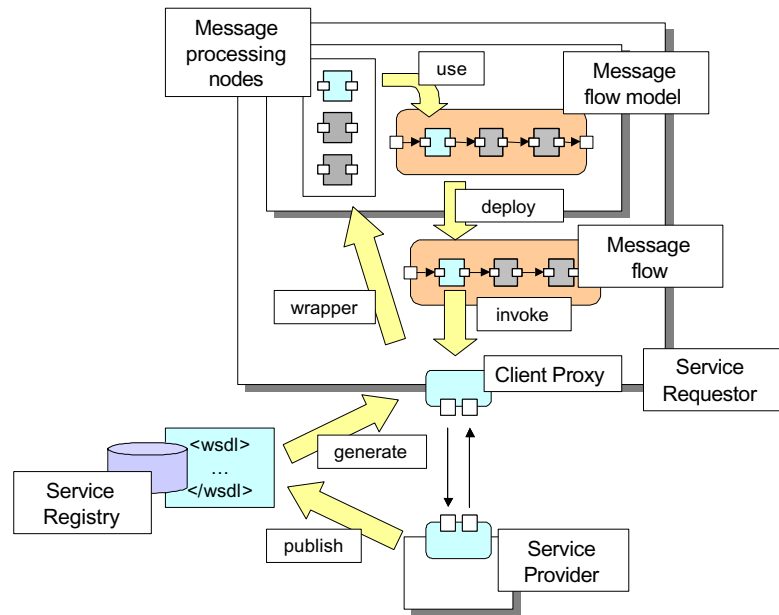 Message
processing
nodes
use
Message
flow model
deploy
Message
flow
wrapper
invoke
Client Proxy
Service
Requestor
<wsdl>
...
</wsdl>
generate
Service
Registry
publish
Service
Provider